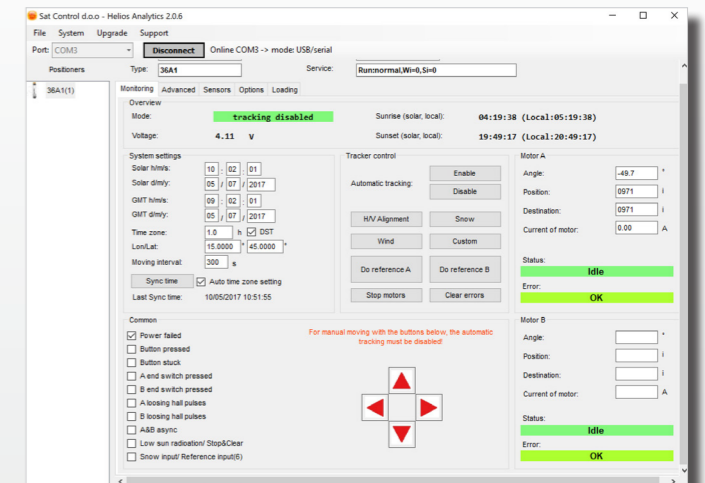 Sat Control d.o.o - Helios Analytics 2.0.6
File System Upgrade Support
Port: COM3 Disconnect Online COM3 -> mode: USB/serial
Positioners Type: 36A1 Service: Run:normal,Wi=0,Si=0
36A1(1)
Monitoring Advanced Sensors Options Loading
Overview
Mode: tracking disabled Sunrise (solar, local): 04:19:38 (Local:05:19:38)
Voltage: 4.11 V Sunset (solar, local): 19:49:17 (Local:20:49:17)
System settings
Solar h/m/s: 10 : 02 : 01
Solar d/m/y: 05 / 07 / 2017
GMT h/m/s: 09 : 02 : 01
GMT d/m/y: 05 / 07 / 2017
Time zone: 1.0 h DST
Lon/Lat: 15.0000 ° 45.0000 °
Moving interval: 300 s
Sync time Auto time zone setting
Last Sync time: 10/05/2017 10:51:55
Tracker control
Automatic tracking: Enable
Disable
H/V Alignment Snow
Wind Custom
Do reference A Do reference B
Stop motors Clear errors
Motor A
Angle: -49.7 °
Position: 0971 i
Destination: 0971 i
Current of motor: 0.00 A
Status:
Idle
Error:
OK
Common
Power failed
Button pressed
Button stuck
A end switch pressed
B end switch pressed
A loosing hall pulses
B loosing hall pulses
A&B async
Low sun radioation/ Stop&Clear
Snow input/ Reference input(6)
For manual moving with the buttons below, the automatic
tracking must be disabled!
Motor B
Angle: °
Position: i
Destination: i
Current of motor: A
Status:
Idle
Error:
OK